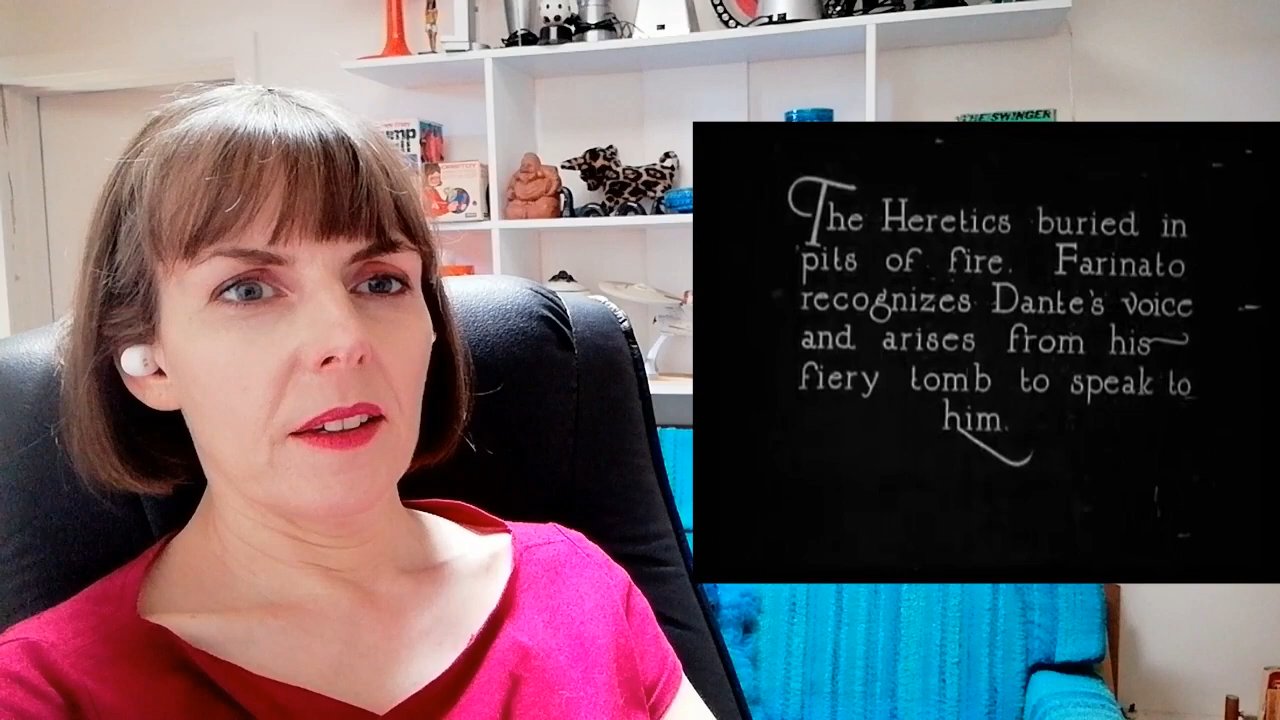 THE SWINGER
The Heretics buried in
pits of fire. Farinato
recognizes Dante's voice
and arises from his
fiery tomb to speak to
him.